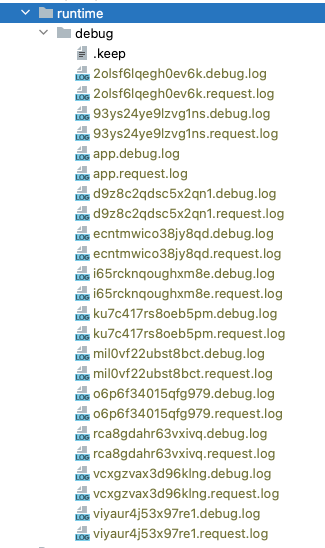 runtime
debug
.keep
2olsf6lqegh0ev6k.debug.log
2olsf6lqegh0ev6k.request.log
93ys24ye9lzvg1ns.debug.log
93ys24ye9lzvg1ns.request.log
app.debug.log
app.request.log
d9z8c2qdsc5x2qn1.debug.log
d9z8c2qdsc5x2qn1.request.log
ecntmwico38jy8qd.debug.log
ecntmwico38jy8qd.request.log
i65rcknqoughxm8e.debug.log
i65rcknqoughxm8e.request.log
ku7c417rs8oeb5pm.debug.log
ku7c417rs8oeb5pm.request.log
mil0vf22ubst8bct.debug.log
mil0vf22ubst8bct.request.log
o6p6f34015qfg979.debug.log
o6p6f34015qfg979.request.log
rca8gdahr63vxivq.debug.log
rca8gdahr63vxivq.request.log
vcxgzvax3d96klng.debug.log
vcxgzvax3d96klng.request.log
viyaur4j53x97re1.debug.log
viyaur4j53x97re1.request.log